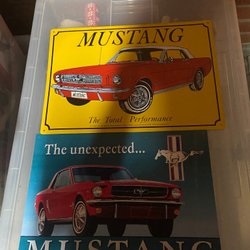 MUSTANG
The Total Performance
The unexpected...
MUSTANG